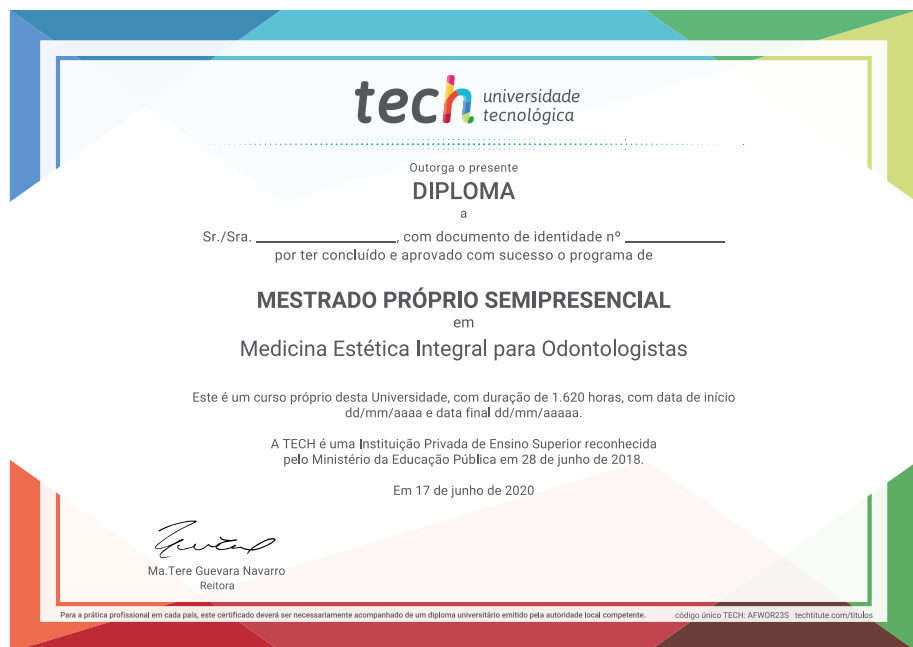 tech universidade
tecnológica
Outorga o presente
DIPLOMA
a
Sr./Sra. ____________, com documento de identidade nº ____________
por ter concluído e aprovado com sucesso o programa de
MESTRADO PRÓPRIO SEMIPRESENCIAL
em
Medicina Estética Integral para Odontologistas
Este é um curso próprio desta Universidade, com duração de 1.620 horas, com data de início
dd/mm/aaaa e data final dd/mm/aaaaa.
A TECH é uma Instituição Privada de Ensino Superior reconhecida
pelo Ministério da Educação Pública em 28 de junho de 2018.
Em 17 de junho de 2020
Ma.Tere Guevara Navarro
Reitora
Para a prática profissional em cada país, este certificado deverá ser necessariamente acompanhado de um diploma universitário emitido pela autoridade local competente. código único TECH: AFWOR23S techtitute.com/titulos